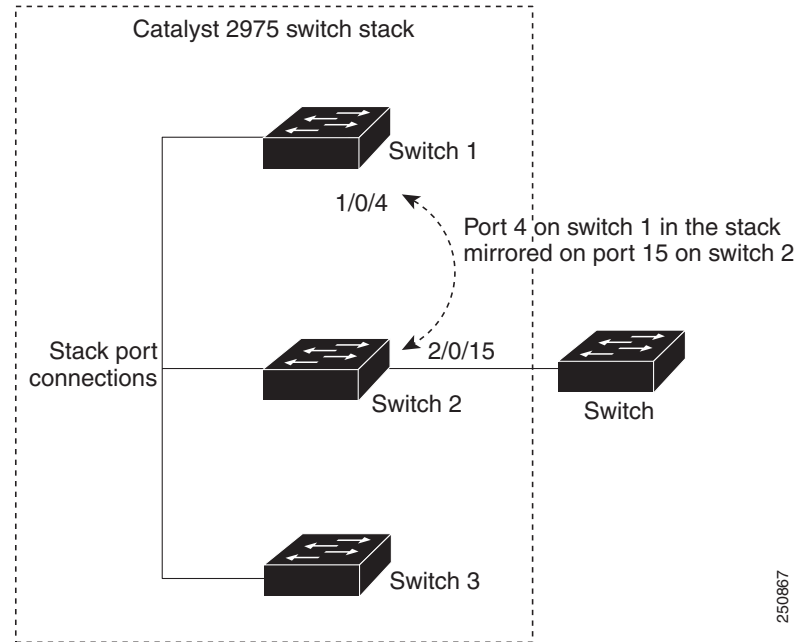 Catalyst 2975 switch stack
Switch 1
1/0/4
Port 4 on switch 1 in the stack
mirrored on port 15 on switch 2
Stack port
connections
2/0/15
Switch 2
Switch
Switch 3
250867